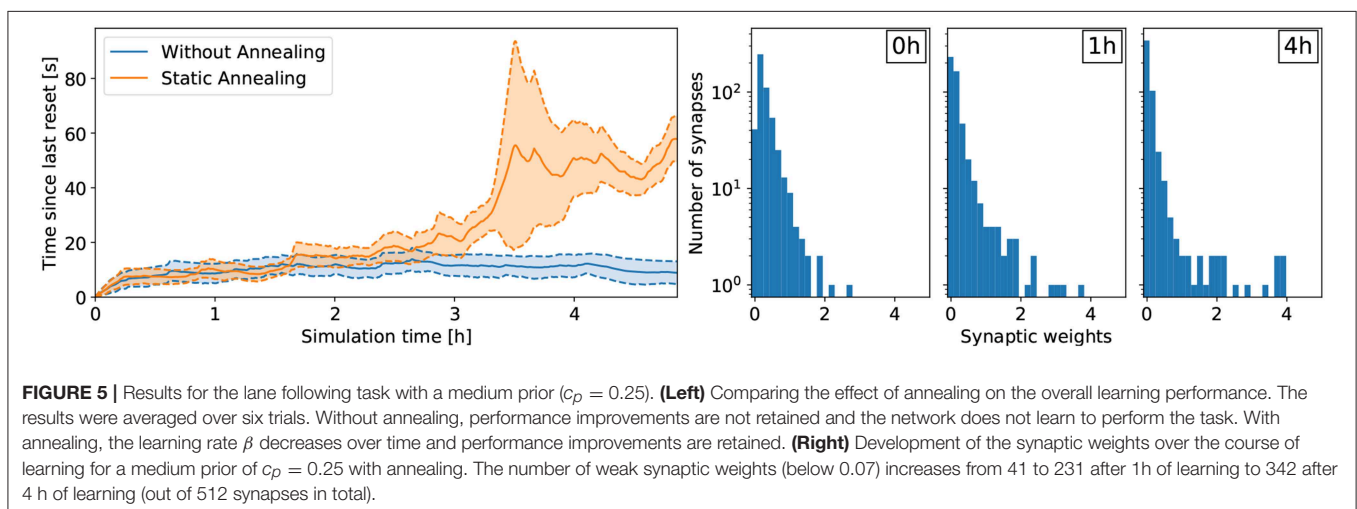 Time since last reset [s]
80
60
40
20
0
Without Annealing
Static Annealing
0
1
2
3
4
Simulation time [h]
Number of synapses
10²
10¹
10⁰
0h
1h
4h
0
2
4
0
2
4
0
2
4
Synaptic weights
FIGURE 5 | Results for the lane following task with a medium prior (cₚ = 0.25). (Left) Comparing the effect of annealing on the overall learning performance. The
results were averaged over six trials. Without annealing, performance improvements are not retained and the network does not learn to perform the task. With
annealing, the learning rate β decreases over time and performance improvements are retained. (Right) Development of the synaptic weights over the course of
learning for a medium prior of cₚ = 0.25 with annealing. The number of weak synaptic weights (below 0.07) increases from 41 to 231 after 1h of learning to 342 after
4 h of learning (out of 512 synapses in total).